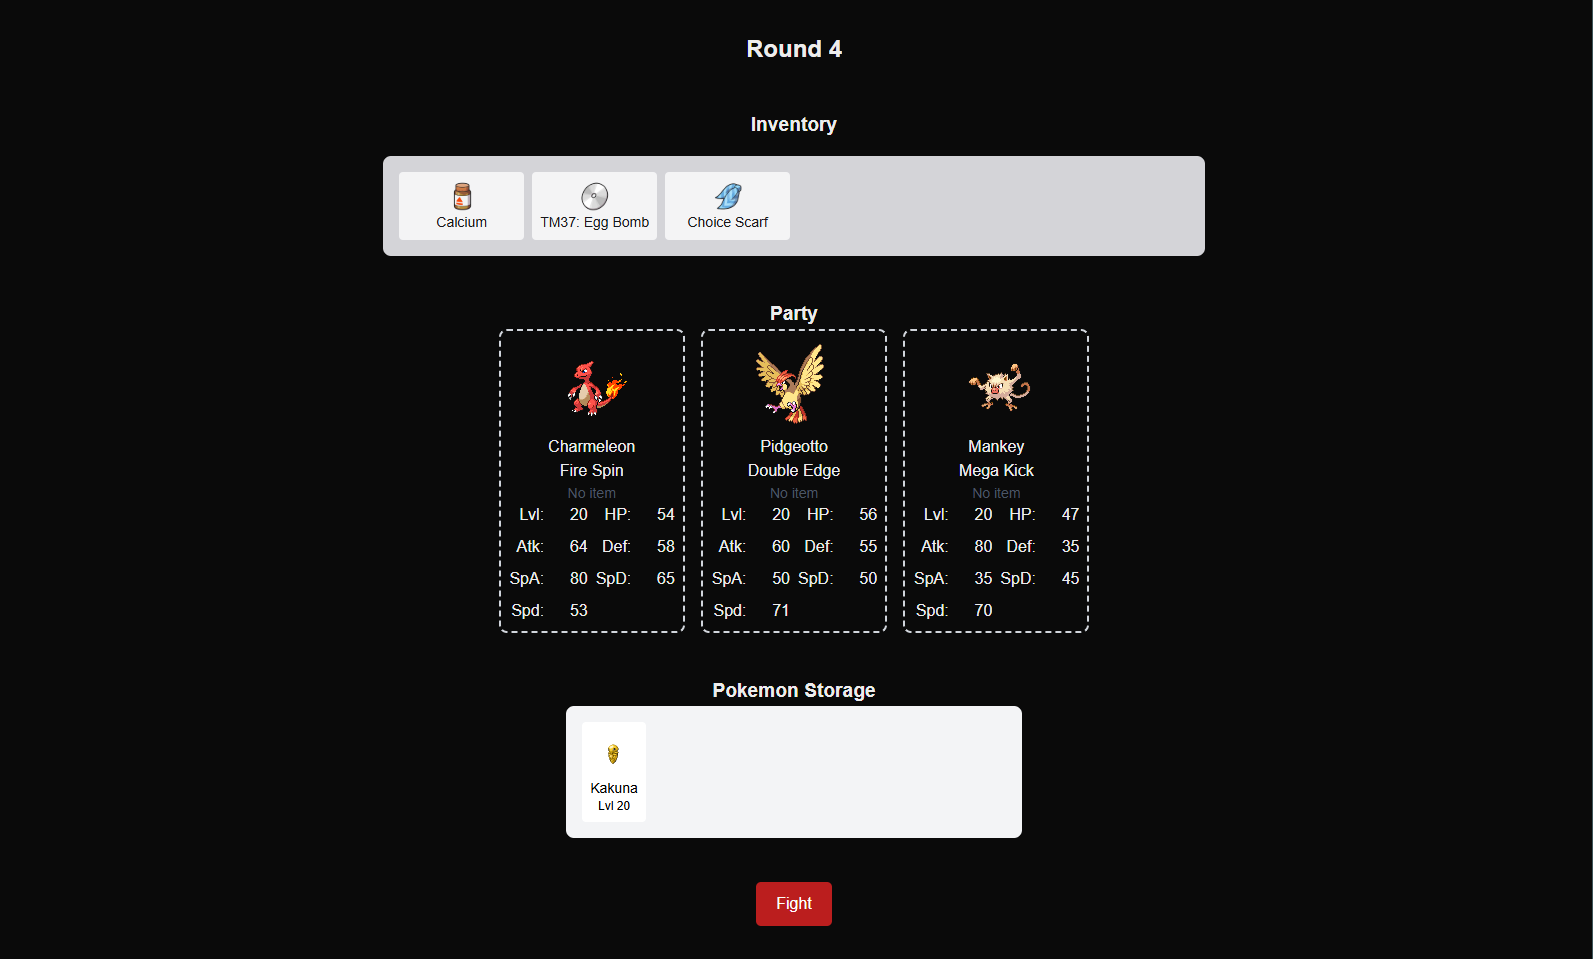 Round 4
Inventory
Calcium
TM37: Egg Bomb
Choice Scarf
Party
Charmeleon
Fire Spin
No item
Lvl: 20 HP: 54
Atk: 64 Def: 58
SpA: 80 SpD: 65
Spd: 53
Pidgeotto
Double Edge
No item
Lvl: 20 HP: 56
Atk: 60 Def: 55
SpA: 50 SpD: 50
Spd: 71
Mankey
Mega Kick
No item
Lvl: 20 HP: 47
Atk: 80 Def: 35
SpA: 35 SpD: 45
Spd: 70
Pokemon Storage
Kakuna
Lvl 20
Fight